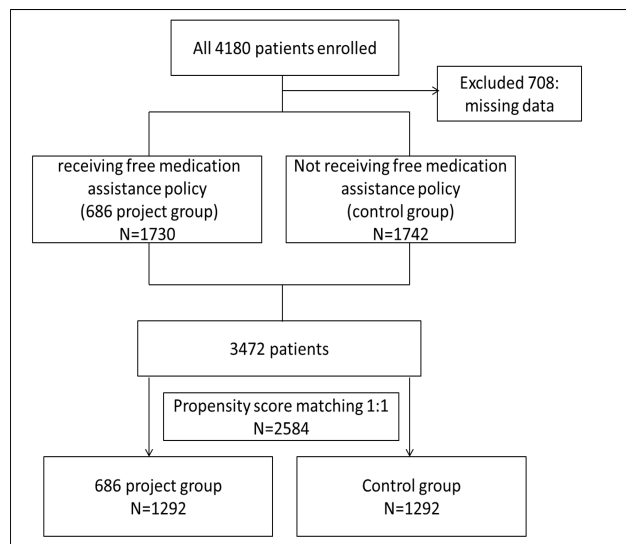 All 4180 patients enrolled
Excluded 708:
missing data
receiving free medication
assistance policy
(686 project group)
N=1730
Not receiving free medication
assistance policy
(control group)
N=1742
3472 patients
Propensity score matching 1:1
N=2584
686 project group
N=1292
Control group
N=1292